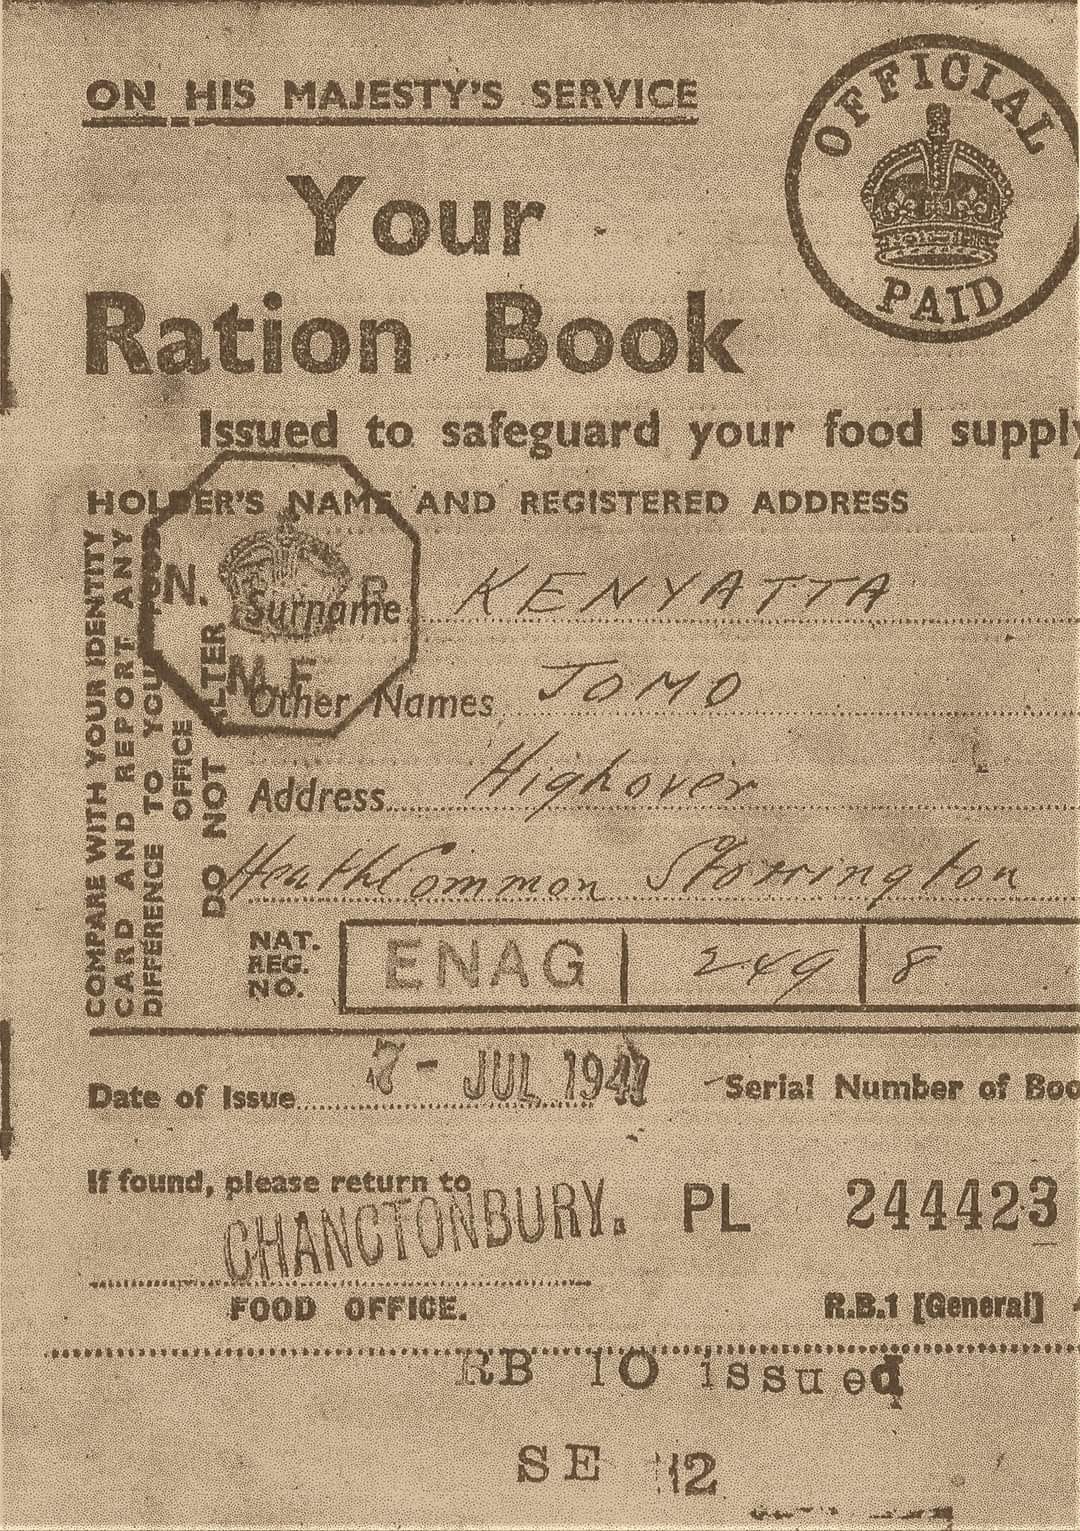 ON HIS MAJESTY'S SERVICE
OFFICIAL
PAID
Your
Ration Book
Issued to safeguard your food supply
HOLDER'S NAME AND REGISTERED ADDRESS
COMPARE WITH YOUR IDENTITY
CARD AND REPORT ANY
DIFFERENCE TO YOUR FOOD
OFFICE
DO NOT ALTER
ON. R
M.F.
Surname KENYATTA
Other Names JOMO
Address Highover
Heath Common Storrington
NAT.
REG.
NO.
ENAG 249 8
Date of Issue 7 - JUL 1941
Serial Number of Boo
If found, please return to
CHANCTONBURY.
PL 244423
FOOD OFFICE.
R.B.1 [General]
RB 10 issued
SE 12